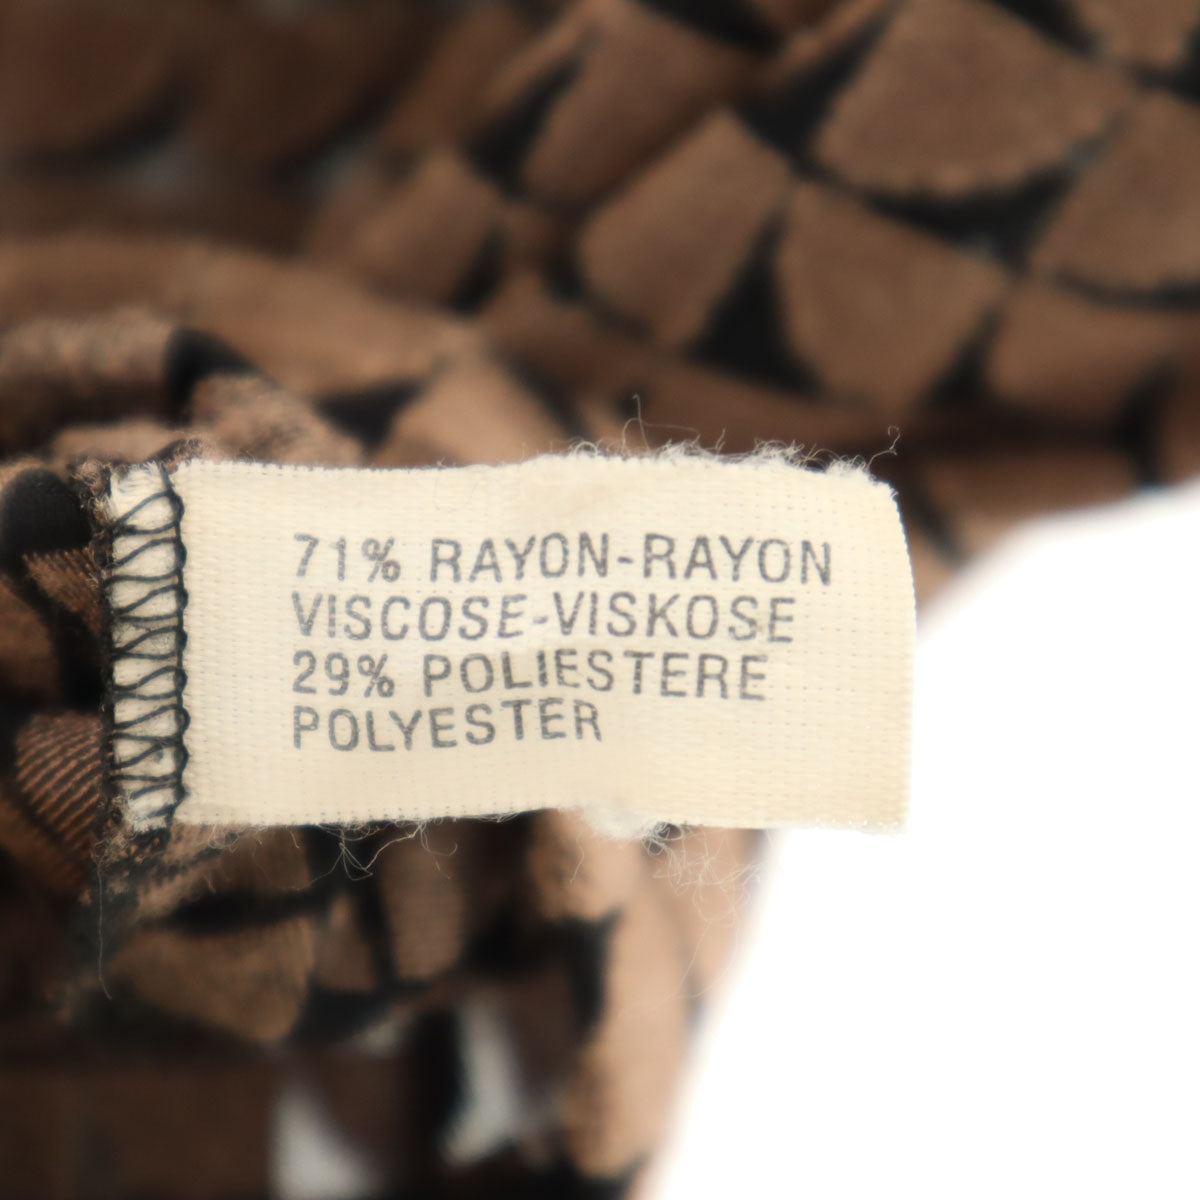 71% RAYON-RAYON
VISCOSE-VISKOSE
29% POLIESTERE
POLYESTER